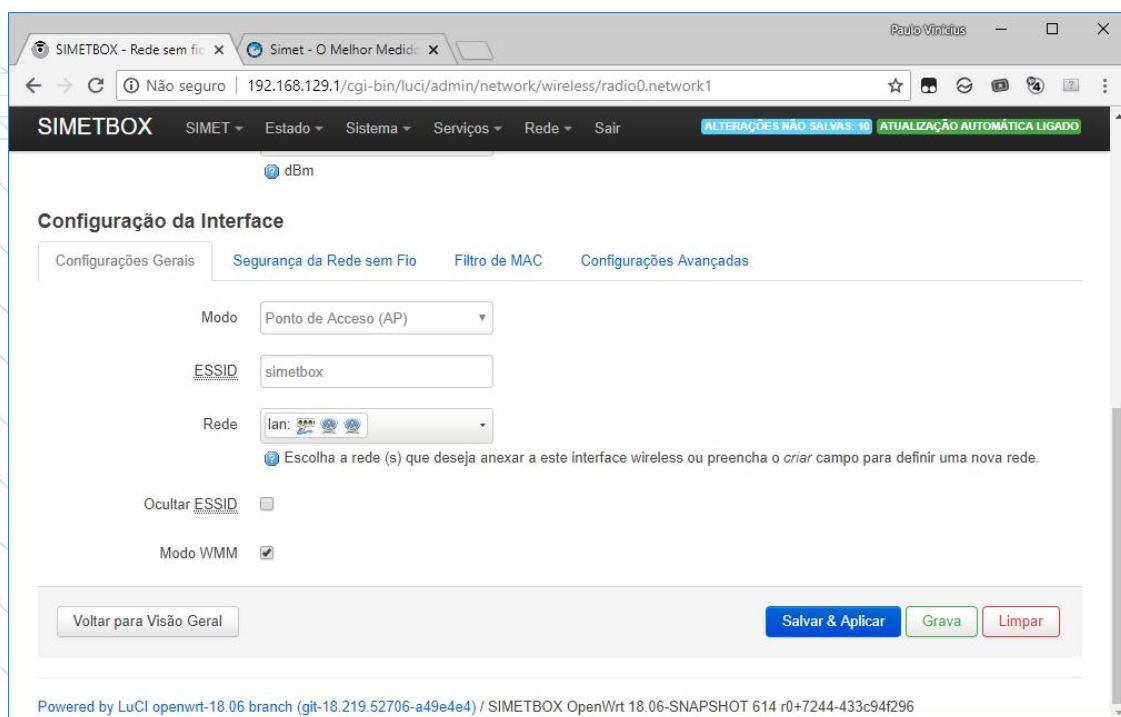 Paulo Vinicius
SIMETBOX - Rede sem fio
Simet - O Melhor Medid
Não seguro | 192.168.129.1/cgi-bin/luci/admin/network/wireless/radio0.network1
SIMETBOX SIMET Estado Sistema Serviços Rede Sair ALTERAÇÕES NÃO SALVAS: 10 ATUALIZAÇÃO AUTOMÁTICA LIGADO
dBm
Configuração da Interface
Configurações Gerais Segurança da Rede sem Fio Filtro de MAC Configurações Avançadas
Modo Ponto de Acceso (AP)
ESSID simetbox
Rede lan:
Escolha a rede (s) que deseja anexar a este interface wireless ou preencha o criar campo para definir uma nova rede.
Ocultar ESSID
Modo WMM
Voltar para Visão Geral Salvar & Aplicar Grava Limpar
Powered by LuCI openwrt-18.06 branch (git-18.219.52706-a49e4e4) / SIMETBOX OpenWrt 18.06-SNAPSHOT 614 r0+7244-433c94f296